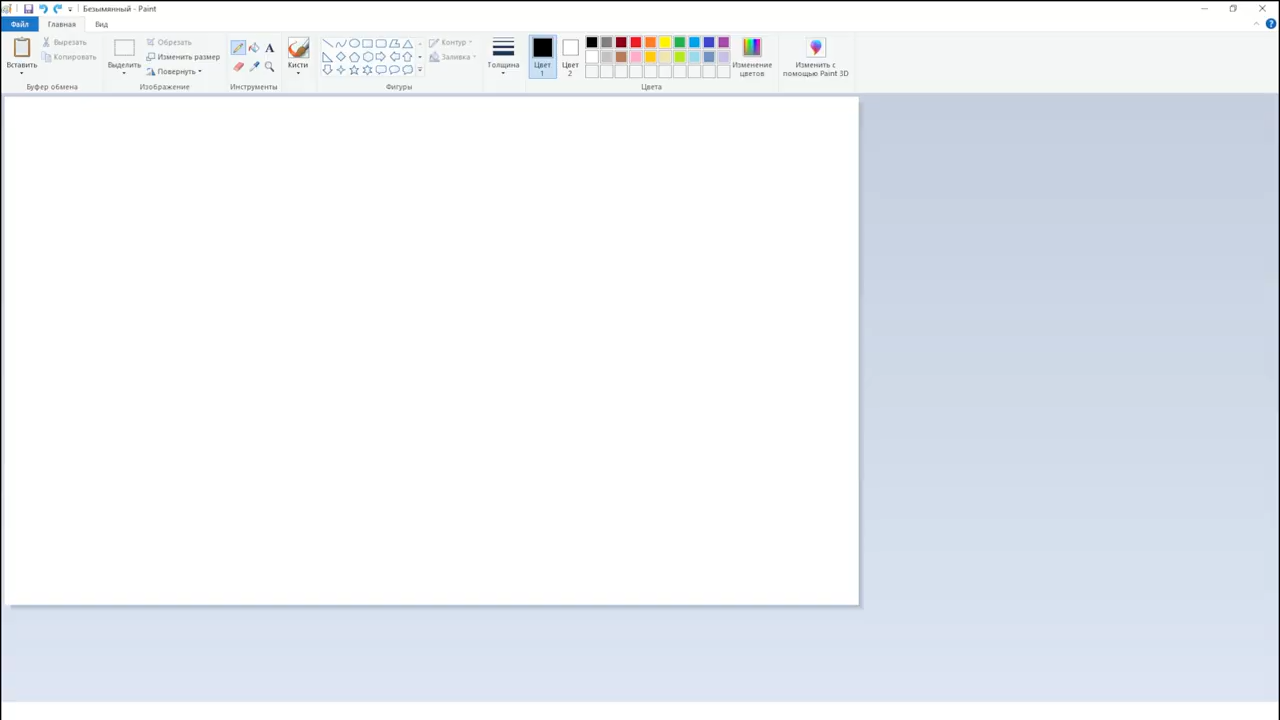 Безымянный - Paint
Файл Главная Вид
Вставить
Вырезать
Копировать
Буфер обмена
Выделить
Обрезать
Изменить размер
Повернуть
Изображение
A
Инструменты
Кисти
Контур
Заливка
Фигуры
Толщина
Цвет
1
Цвет
2
Изменение
цветов
Цвета
Изменить с
помощью Paint 3D